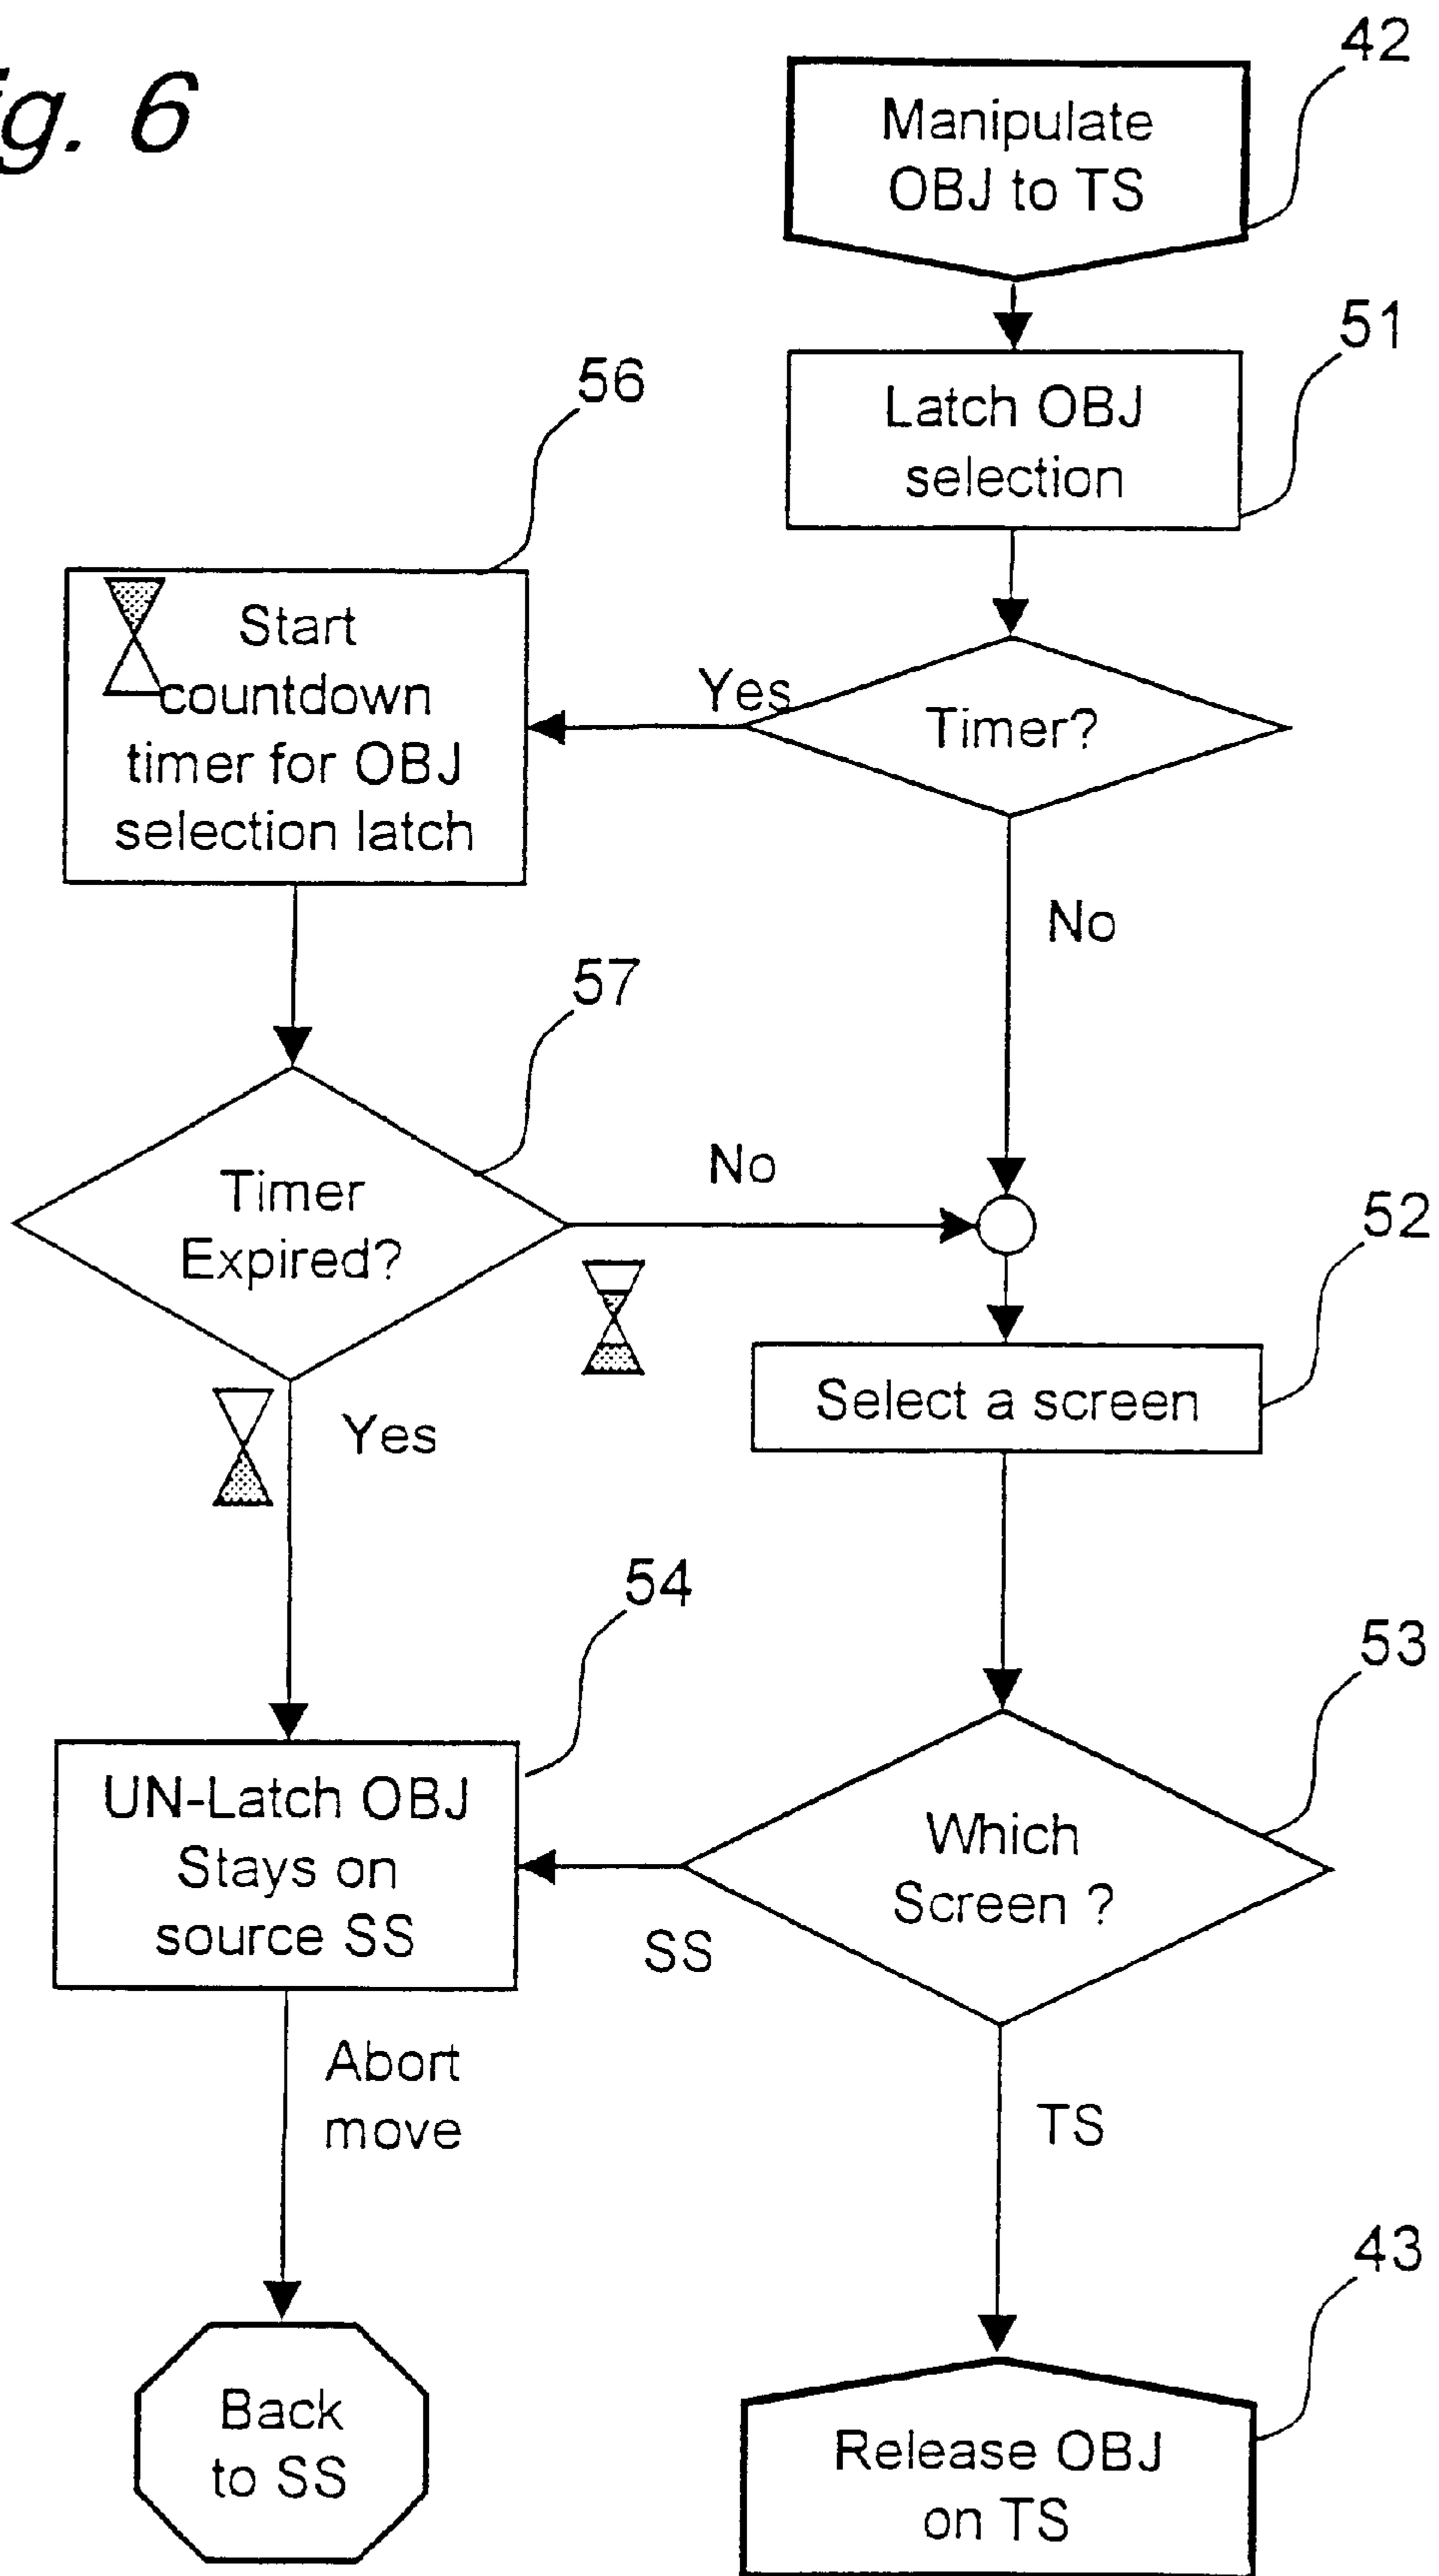 ig. 6
42
Manipulate
OBJ to TS
51
Latch OBJ
selection
56
Start
countdown
timer for OBJ
selection latch
Yes
Timer?
No
57
Timer
Expired?
No
52
Select a screen
Yes
54
UN-Latch OBJ
Stays on
source SS
53
Which
Screen ?
SS
Abort
move
TS
43
Back
to SS
Release OBJ
on TS